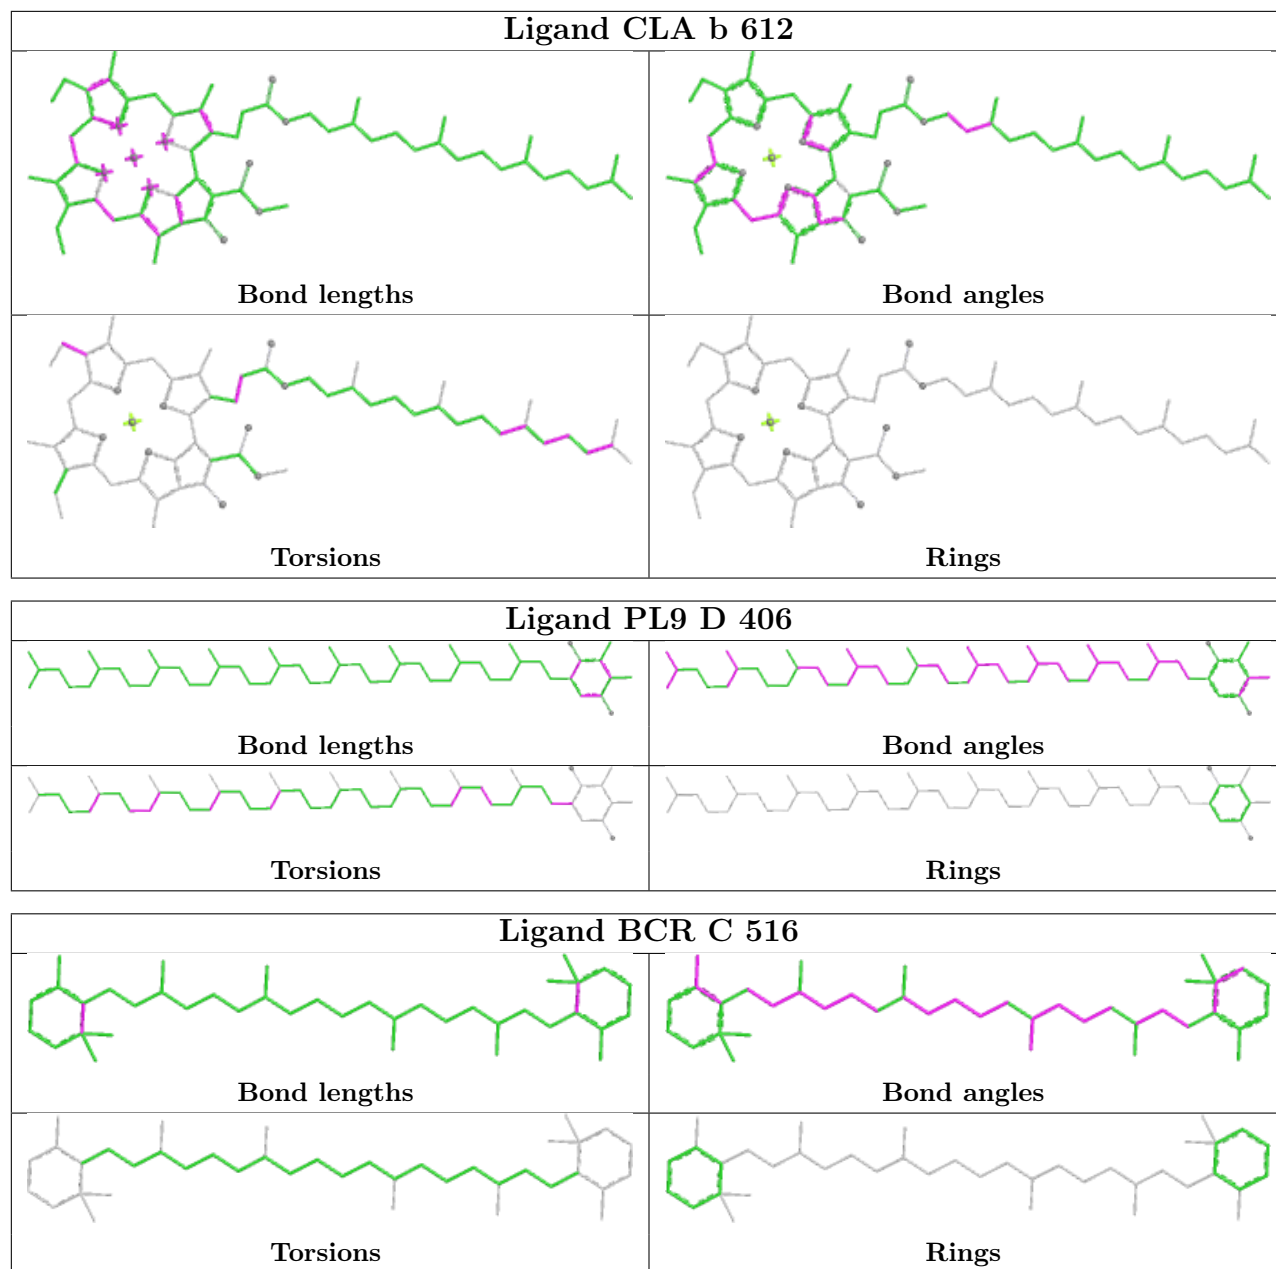 Ligand CLA b 612
Bond lengths
Bond angles
Torsions
Rings
Ligand PL9 D 406
Bond lengths
Bond angles
Torsions
Rings
Ligand BCR C 516
Bond lengths
Bond angles
Torsions
Rings